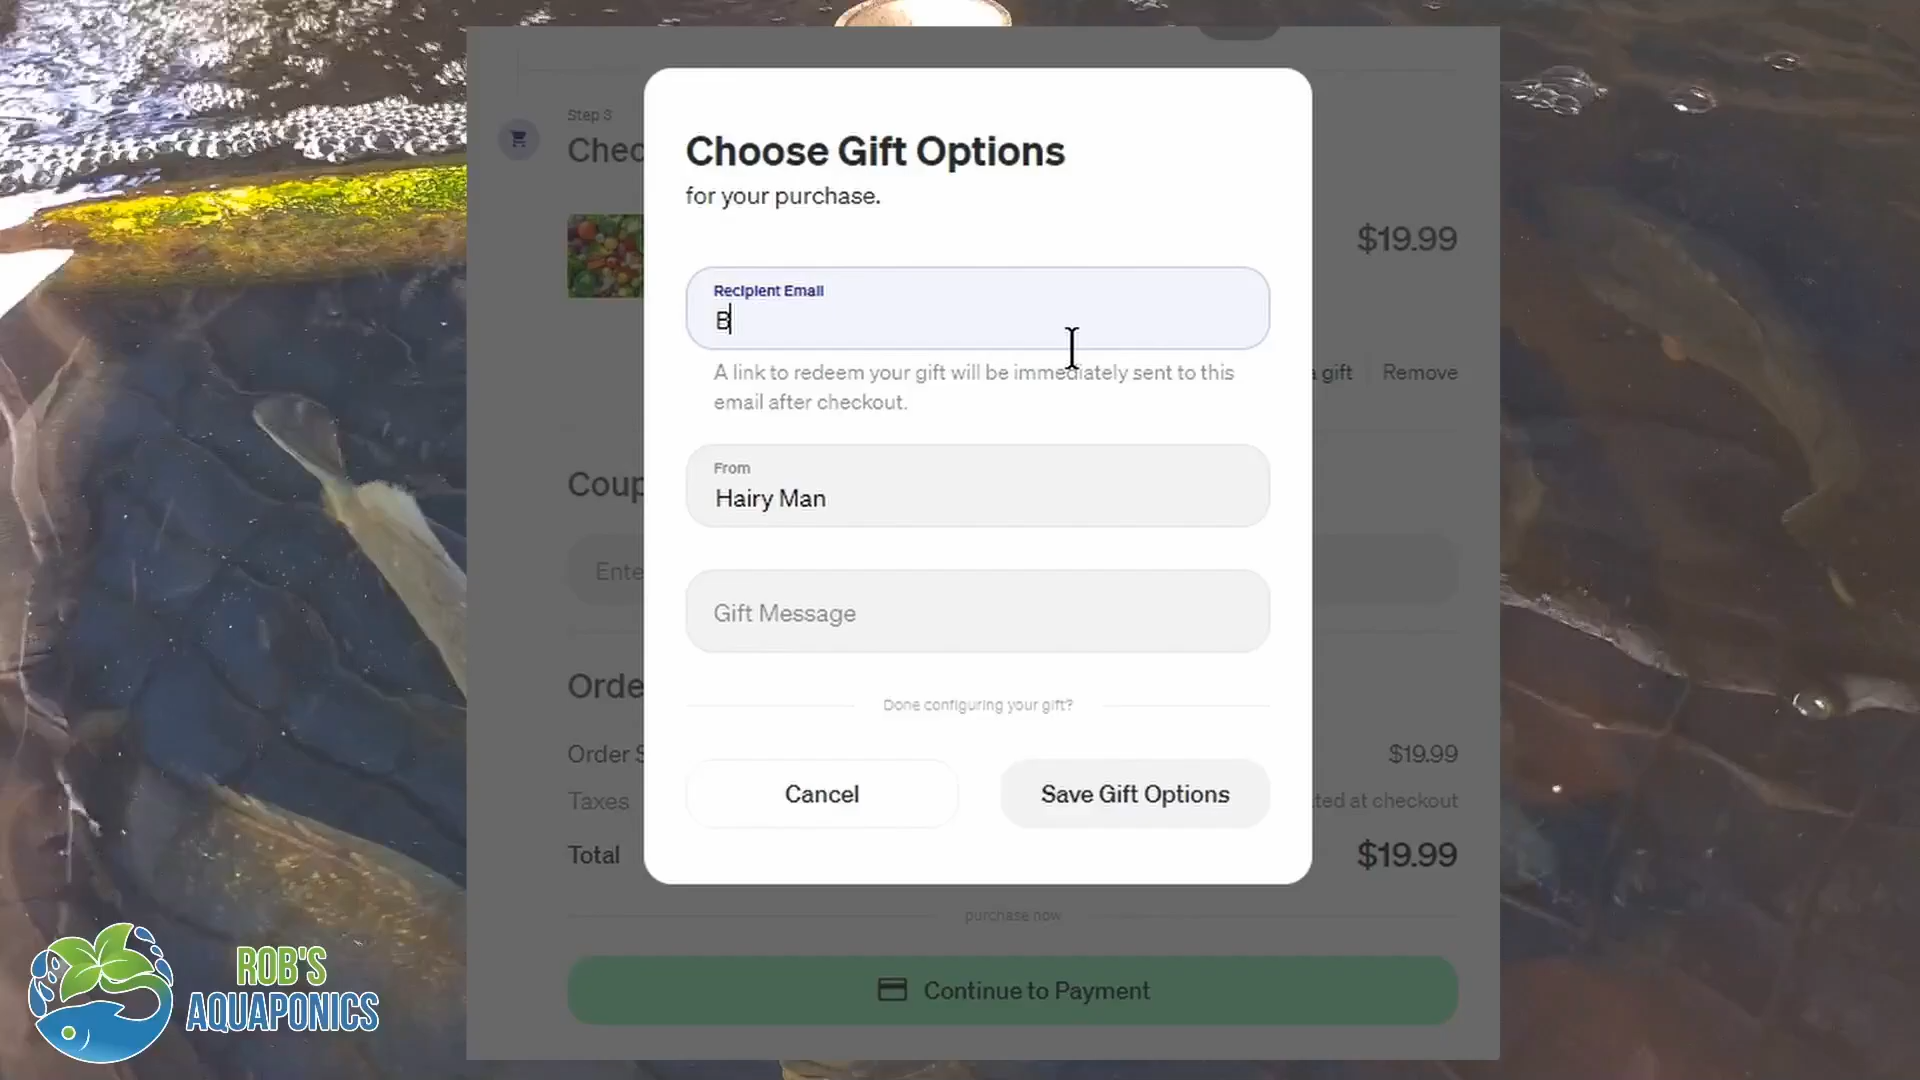 Step 3
Chec
$19.99
Choose Gift Options
for your purchase.
Recipient Email
B
A link to redeem your gift will be immediately sent to this
email after checkout.
a gift
Remove
From
Hairy Man
Coup
Ente
Gift Message
Orde
Done configuring your gift?
Order S
$19.99
Cancel
Save Gift Options
Taxes
ted at checkout
Total
$19.99
purchase now
Continue to Payment
ROB'S
AQUAPONICS